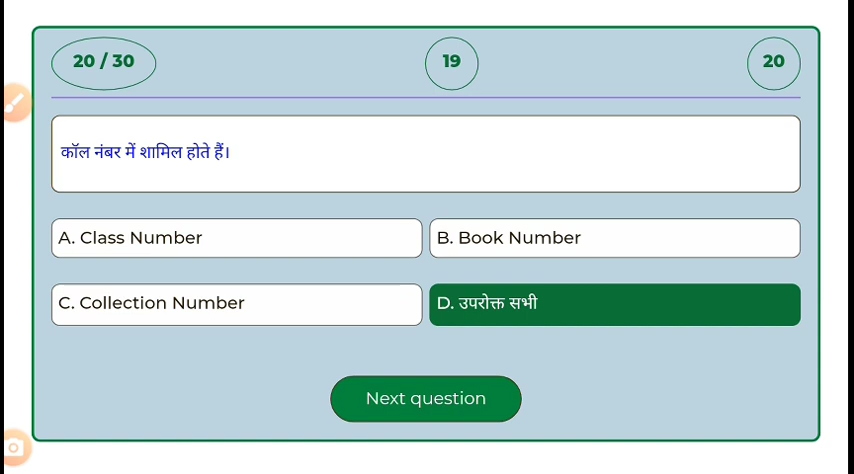 20 / 30
19
20
कॉल नंबर में शामिल होते हैं।
A. Class Number
B. Book Number
C. Collection Number
D. उपरोक्त सभी
Next question